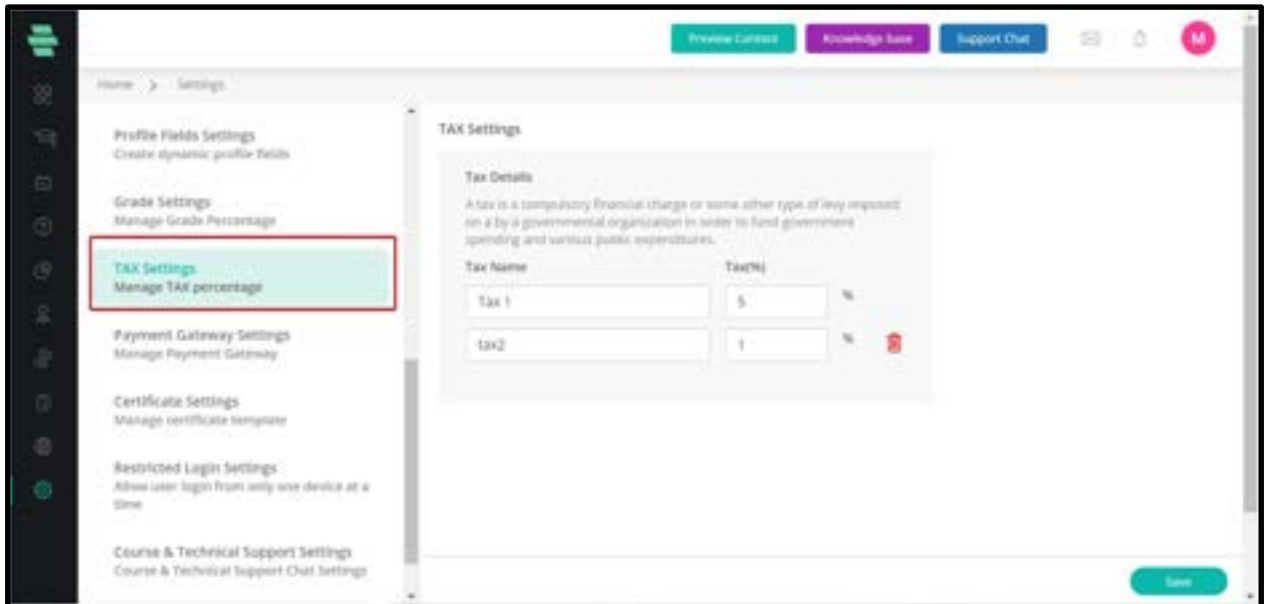 Preview Content
Knowledge base
Support Chat
M
Home > Settings
Profile Fields Settings
Create dynamic profile fields
Grade Settings
Manage Grade Percentage
TAX Settings
Manage TAX percentage
Payment Gateway Settings
Manage Payment Gateway
Certificate Settings
Manage certificate template
Restricted Login Settings
Allow user login from only one device at a
time
Course & Technical Support Settings
Course & Technical Support Chat Settings
TAX Settings
Tax Details
A tax is a compulsory financial charge or some other type of levy imposed
on a by a governmental organization in order to fund government
spending and various public expenditures.
Tax Name Tax(%)
Tax 1 5 %
tax2 1 %
Save